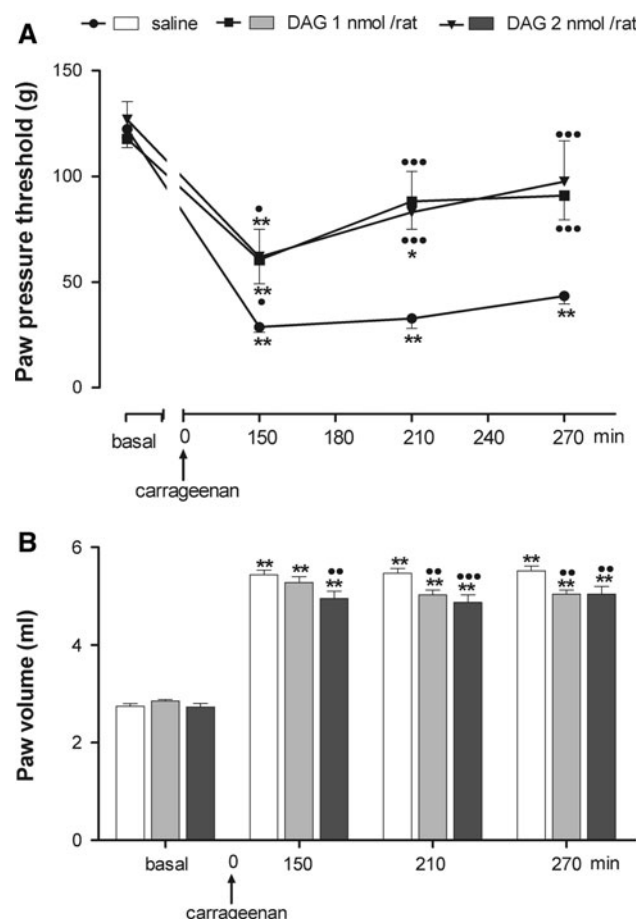 A
saline DAG 1 nmol /rat DAG 2 nmol /rat
Paw pressure threshold (g)
150
100
50
0
•••
•
**
•••
*
•••
**
•
**
**
**
basal 0 150 180 210 240 270 min
carrageenan
B
Paw volume (ml)
6
4
2
0
** ** •• ** •• ••• ** •• ••
** ** ** ** **
basal 0 150 210 270 min
carrageenan